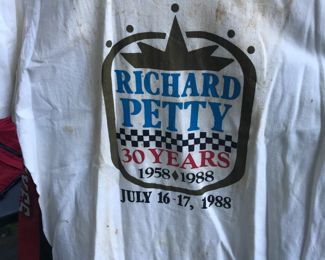 RICHARD
PETTY
30 YEARS
1958♦1988
JULY 16-17, 1988